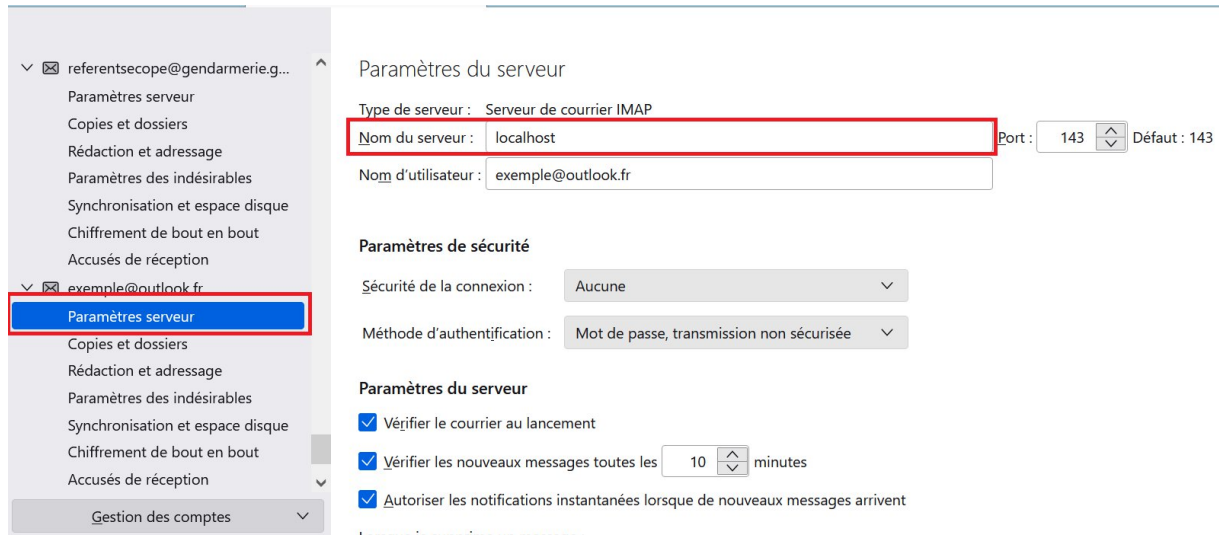 referentsecope@gendarmerie.g...
Paramètres serveur
Copies et dossiers
Rédaction et adressage
Paramètres des indésirables
Synchronisation et espace disque
Chiffrement de bout en bout
Accusés de réception
exemple@outlook.fr
Paramètres serveur
Copies et dossiers
Rédaction et adressage
Paramètres des indésirables
Synchronisation et espace disque
Chiffrement de bout en bout
Accusés de réception
Gestion des comptes
Paramètres du serveur
Type de serveur : Serveur de courrier IMAP
Nom du serveur : localhost Port : 143 Défaut : 143
Nom d'utilisateur : exemple@outlook.fr
Paramètres de sécurité
Sécurité de la connexion : Aucune
Méthode d'authentification : Mot de passe, transmission non sécurisée
Paramètres du serveur
Vérifier le courrier au lancement
Vérifier les nouveaux messages toutes les 10 minutes
Autoriser les notifications instantanées lorsque de nouveaux messages arrivent